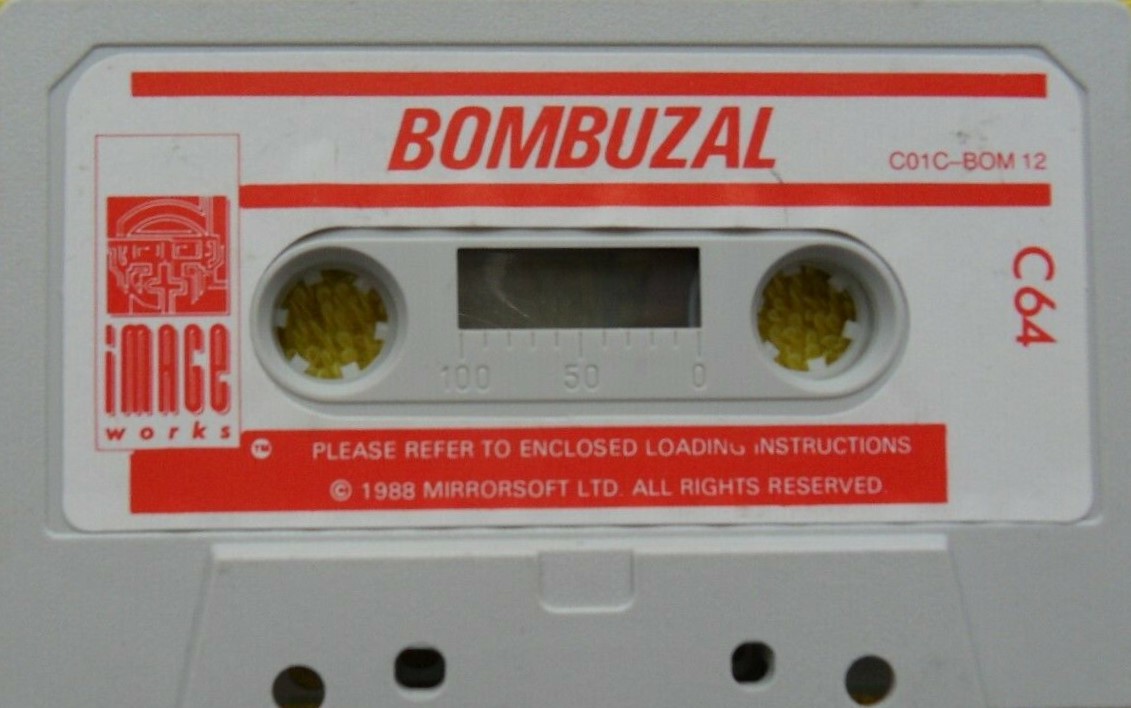 BOMBUZAL
C01C-BOM 12
C64
iMAGE
works
100 50 0
™ PLEASE REFER TO ENCLOSED LOADING INSTRUCTIONS
© 1988 MIRRORSOFT LTD. ALL RIGHTS RESERVED